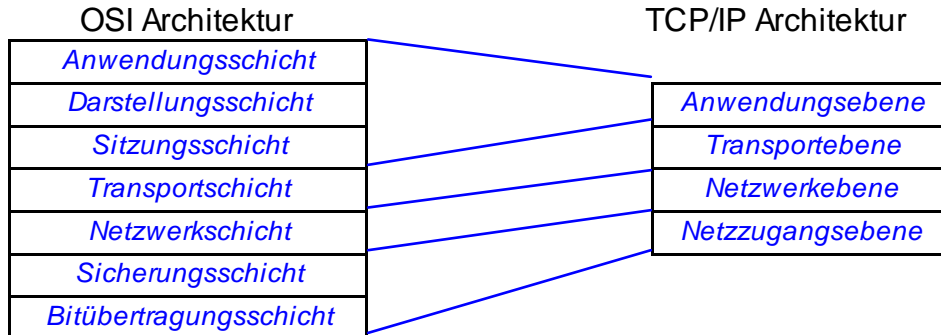 OSI Architektur
Anwendungsschicht
Darstellungsschicht
Sitzungsschicht
Transportschicht
Netzwerkschicht
Sicherungsschicht
Bitübertragungsschicht
TCP/IP Architektur
Anwendungsebene
Transportebene
Netzwerkebene
Netzzugangsebene